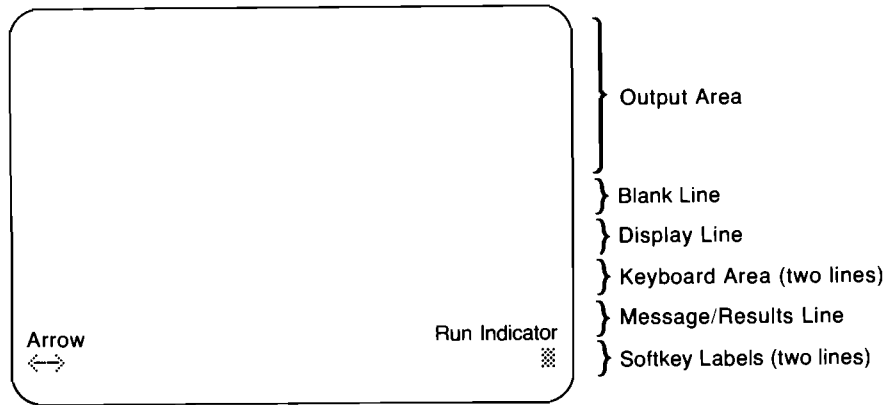 Output Area
Blank Line
Display Line
Keyboard Area (two lines)
Message/Results Line
Arrow
Run Indicator
Softkey Labels (two lines)